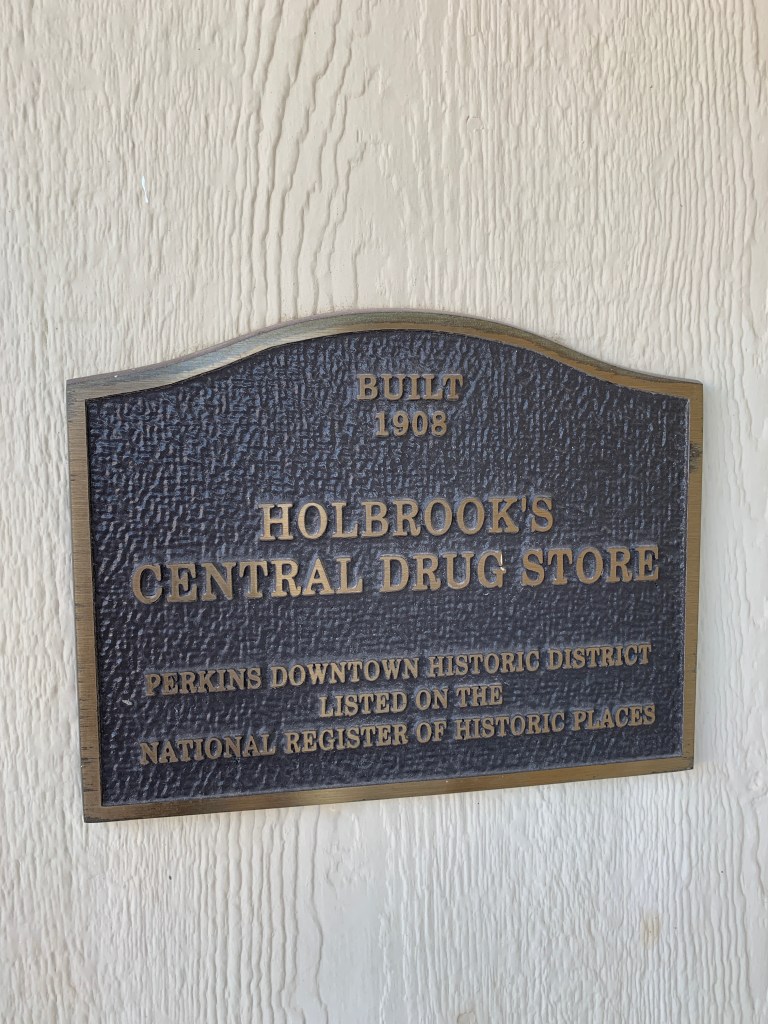 BUILT
1908
HOLBROOK'S
CENTRAL DRUG STORE
PERKINS DOWNTOWN HISTORIC DISTRICT
LISTED ON THE
NATIONAL REGISTER OF HISTORIC PLACES